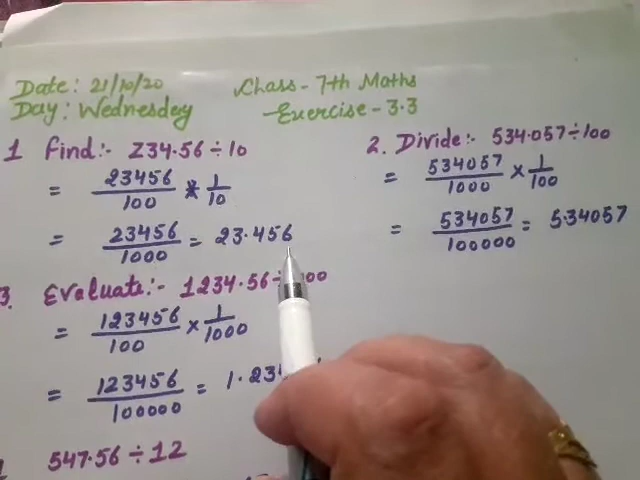 Date: 21/10/20
Class - 7th Maths
Day: Wednesday
Exercise - 3.3
1 Find:- 234.56 ÷ 10
= 23456/100 × 1/10
= 23456/1000 = 23.456
2. Divide:- 534.057 ÷ 100
= 534057/1000 × 1/100
= 534057/100000 = 5.34057
3. Evaluate:- 1234.56 ÷
= 123456/100 × 1/1000
= 123456/100000 = 1.23
547.56 ÷ 12